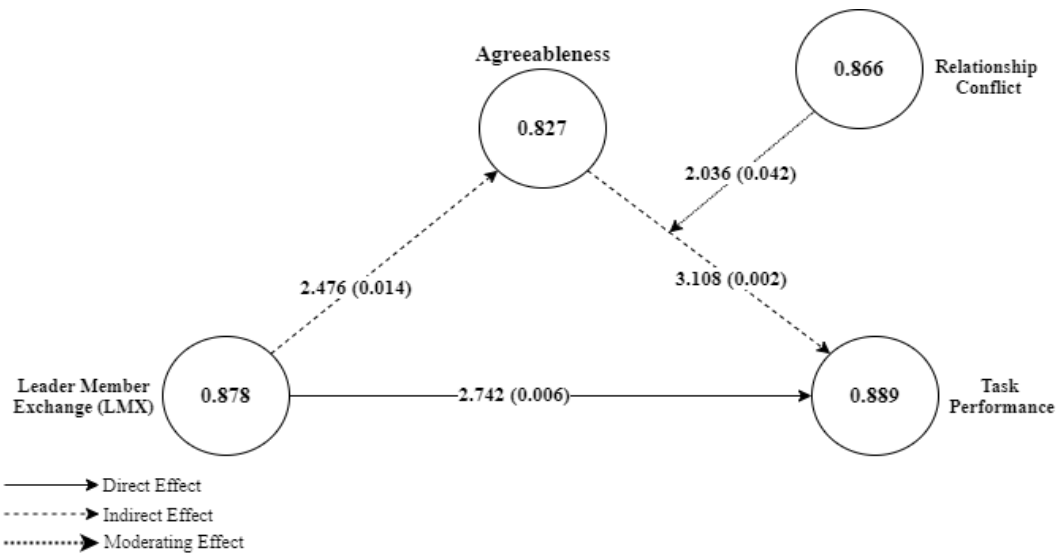 Agreeableness
0.827
0.866
Relationship
Conflict
2.036 (0.042)
2.476 (0.014)
3.108 (0.002)
Leader Member
Exchange (LMX)
0.878
2.742 (0.006)
0.889
Task
Performance
Direct Effect
Indirect Effect
Moderating Effect